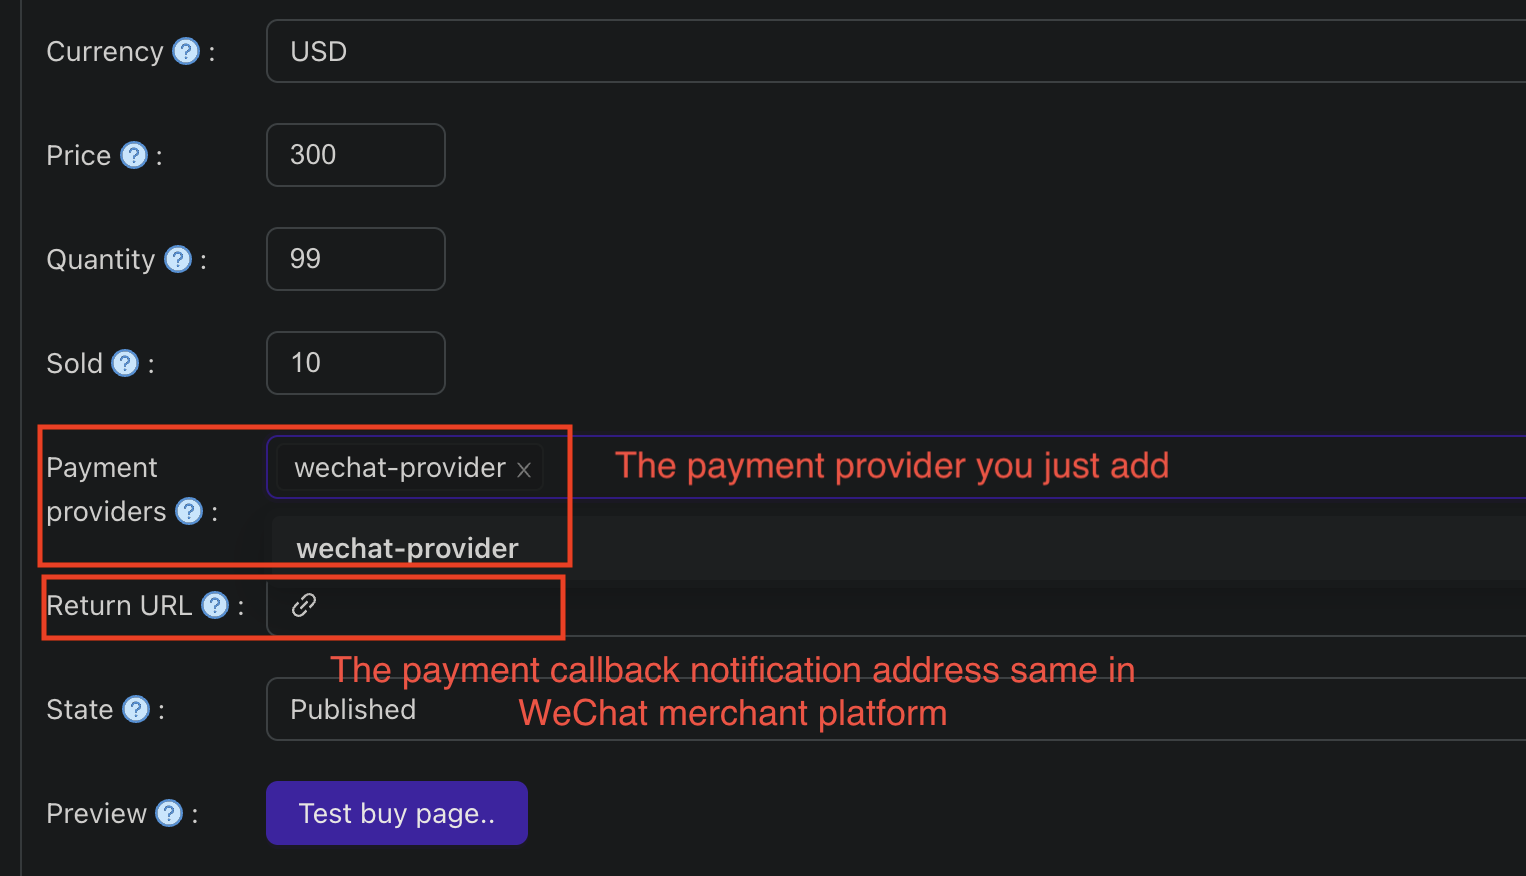 Currency ? : USD
Price ? : 300
Quantity ? : 99
Sold ? : 10
Payment
providers ? :
wechat-provider x
The payment provider you just add
wechat-provider
Return URL ? :
The payment callback notification address same in
WeChat merchant platform
State ? : Published
Preview ? : Test buy page..